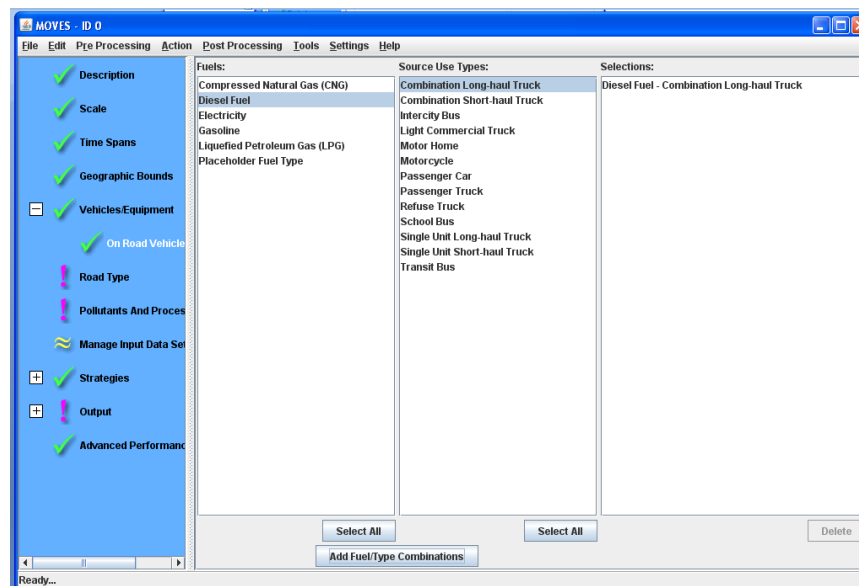 MOVES - ID 0
File Edit Pre Processing Action Post Processing Tools Settings Help
Description
Scale
Time Spans
Geographic Bounds
Vehicles/Equipment
On Road Vehicle
Road Type
Pollutants And Proces
Manage Input Data Set
Strategies
Output
Advanced Performanc
Fuels:
Compressed Natural Gas (CNG)
Diesel Fuel
Electricity
Gasoline
Liquefied Petroleum Gas (LPG)
Placeholder Fuel Type
Select All
Source Use Types:
Combination Long-haul Truck
Combination Short-haul Truck
Intercity Bus
Light Commercial Truck
Motor Home
Motorcycle
Passenger Car
Passenger Truck
Refuse Truck
School Bus
Single Unit Long-haul Truck
Single Unit Short-haul Truck
Transit Bus
Select All
Selections:
Diesel Fuel - Combination Long-haul Truck
Delete
Add Fuel/Type Combinations
Ready...